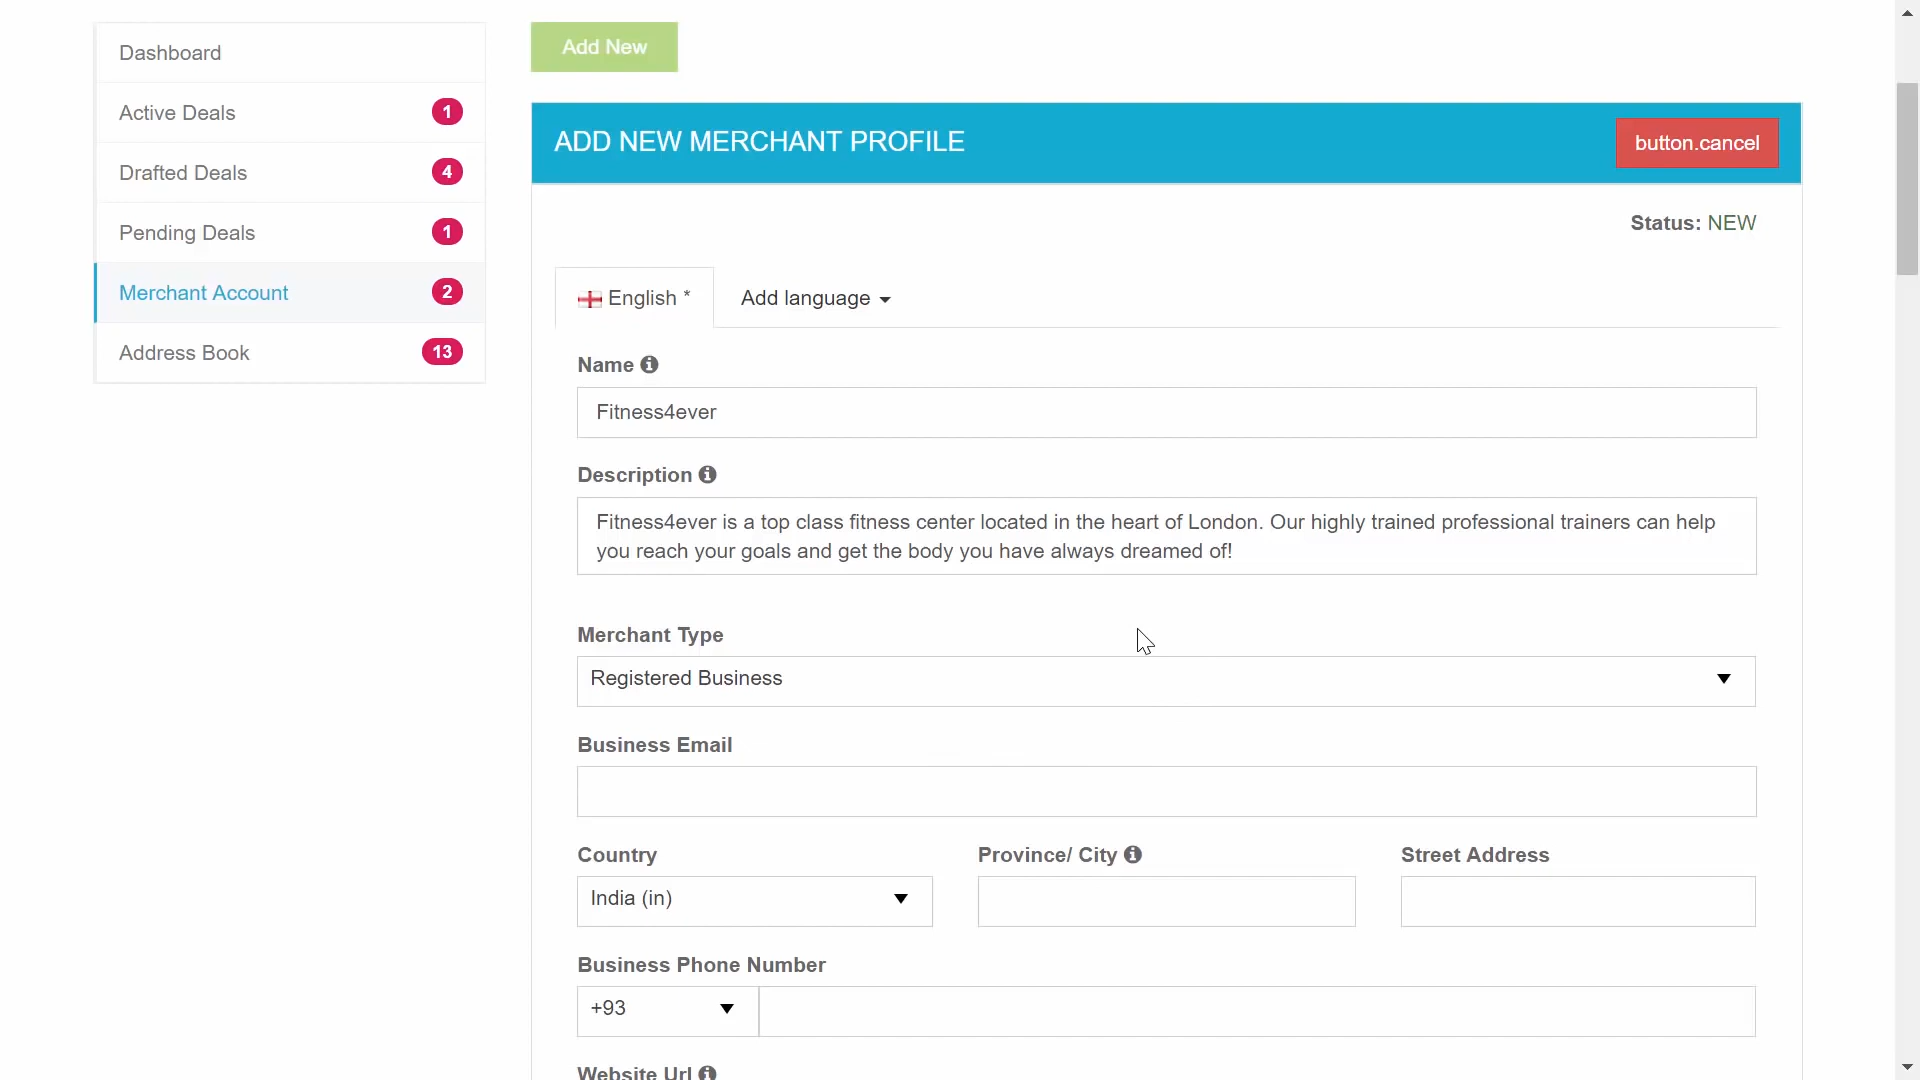 Dashboard
Active Deals 1
Drafted Deals 4
Pending Deals 1
Merchant Account 2
Address Book 13
Add New
ADD NEW MERCHANT PROFILE
button.cancel
Status: NEW
English *
Add language
Name
Fitness4ever
Description
Fitness4ever is a top class fitness center located in the heart of London. Our highly trained professional trainers can help
you reach your goals and get the body you have always dreamed of!
Merchant Type
Registered Business
Business Email
Country
Province/ City
Street Address
India (in)
Business Phone Number
+93
Website Url